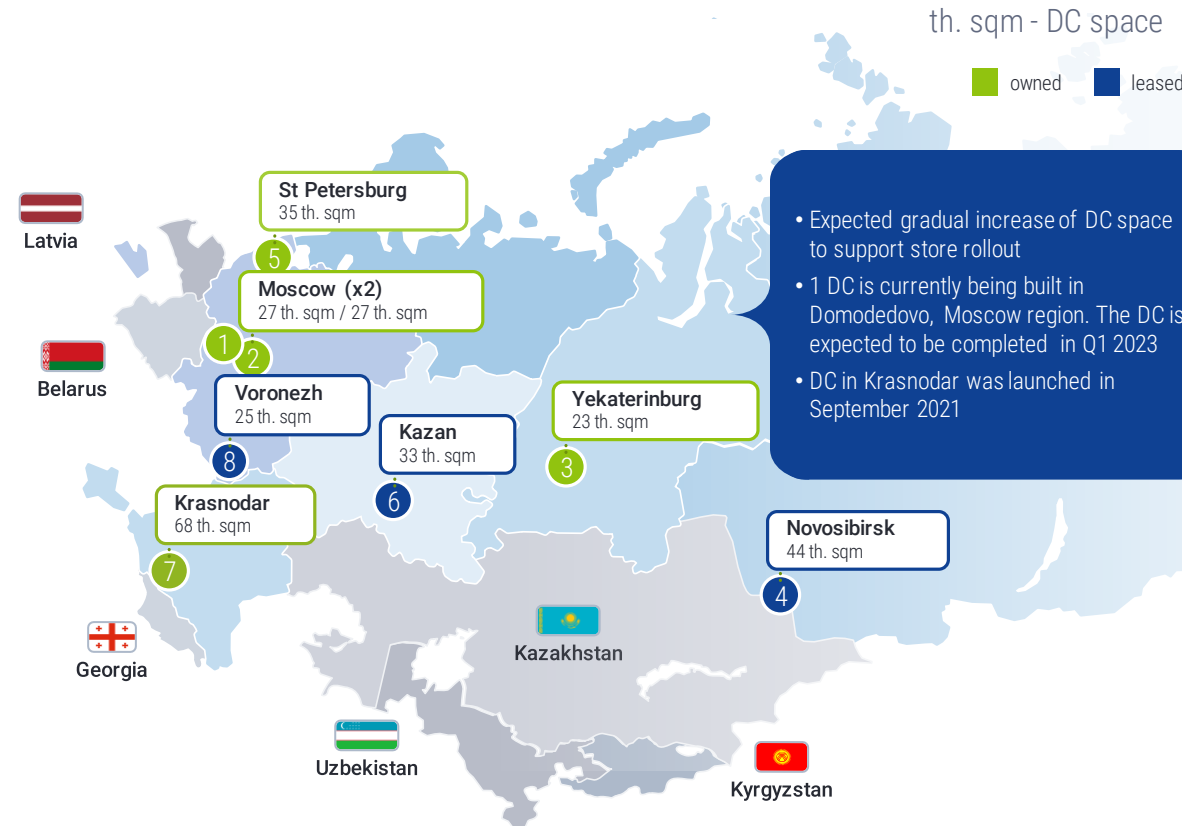 th. sqm - DC space
owned
leased
St Petersburg
35 th. sqm
5
Latvia
Moscow (x2)
27 th. sqm / 27 th. sqm
1
2
Belarus
Voronezh
25 th. sqm
8
Kazan
33 th. sqm
6
Yekaterinburg
23 th. sqm
3
• Expected gradual increase of DC space
to support store rollout
• 1 DC is currently being built in
Domodedovo, Moscow region. The DC is
expected to be completed in Q1 2023
• DC in Krasnodar was launched in
September 2021
Krasnodar
68 th. sqm
7
Novosibirsk
44 th. sqm
4
Georgia
Kazakhstan
Uzbekistan
Kyrgyzstan